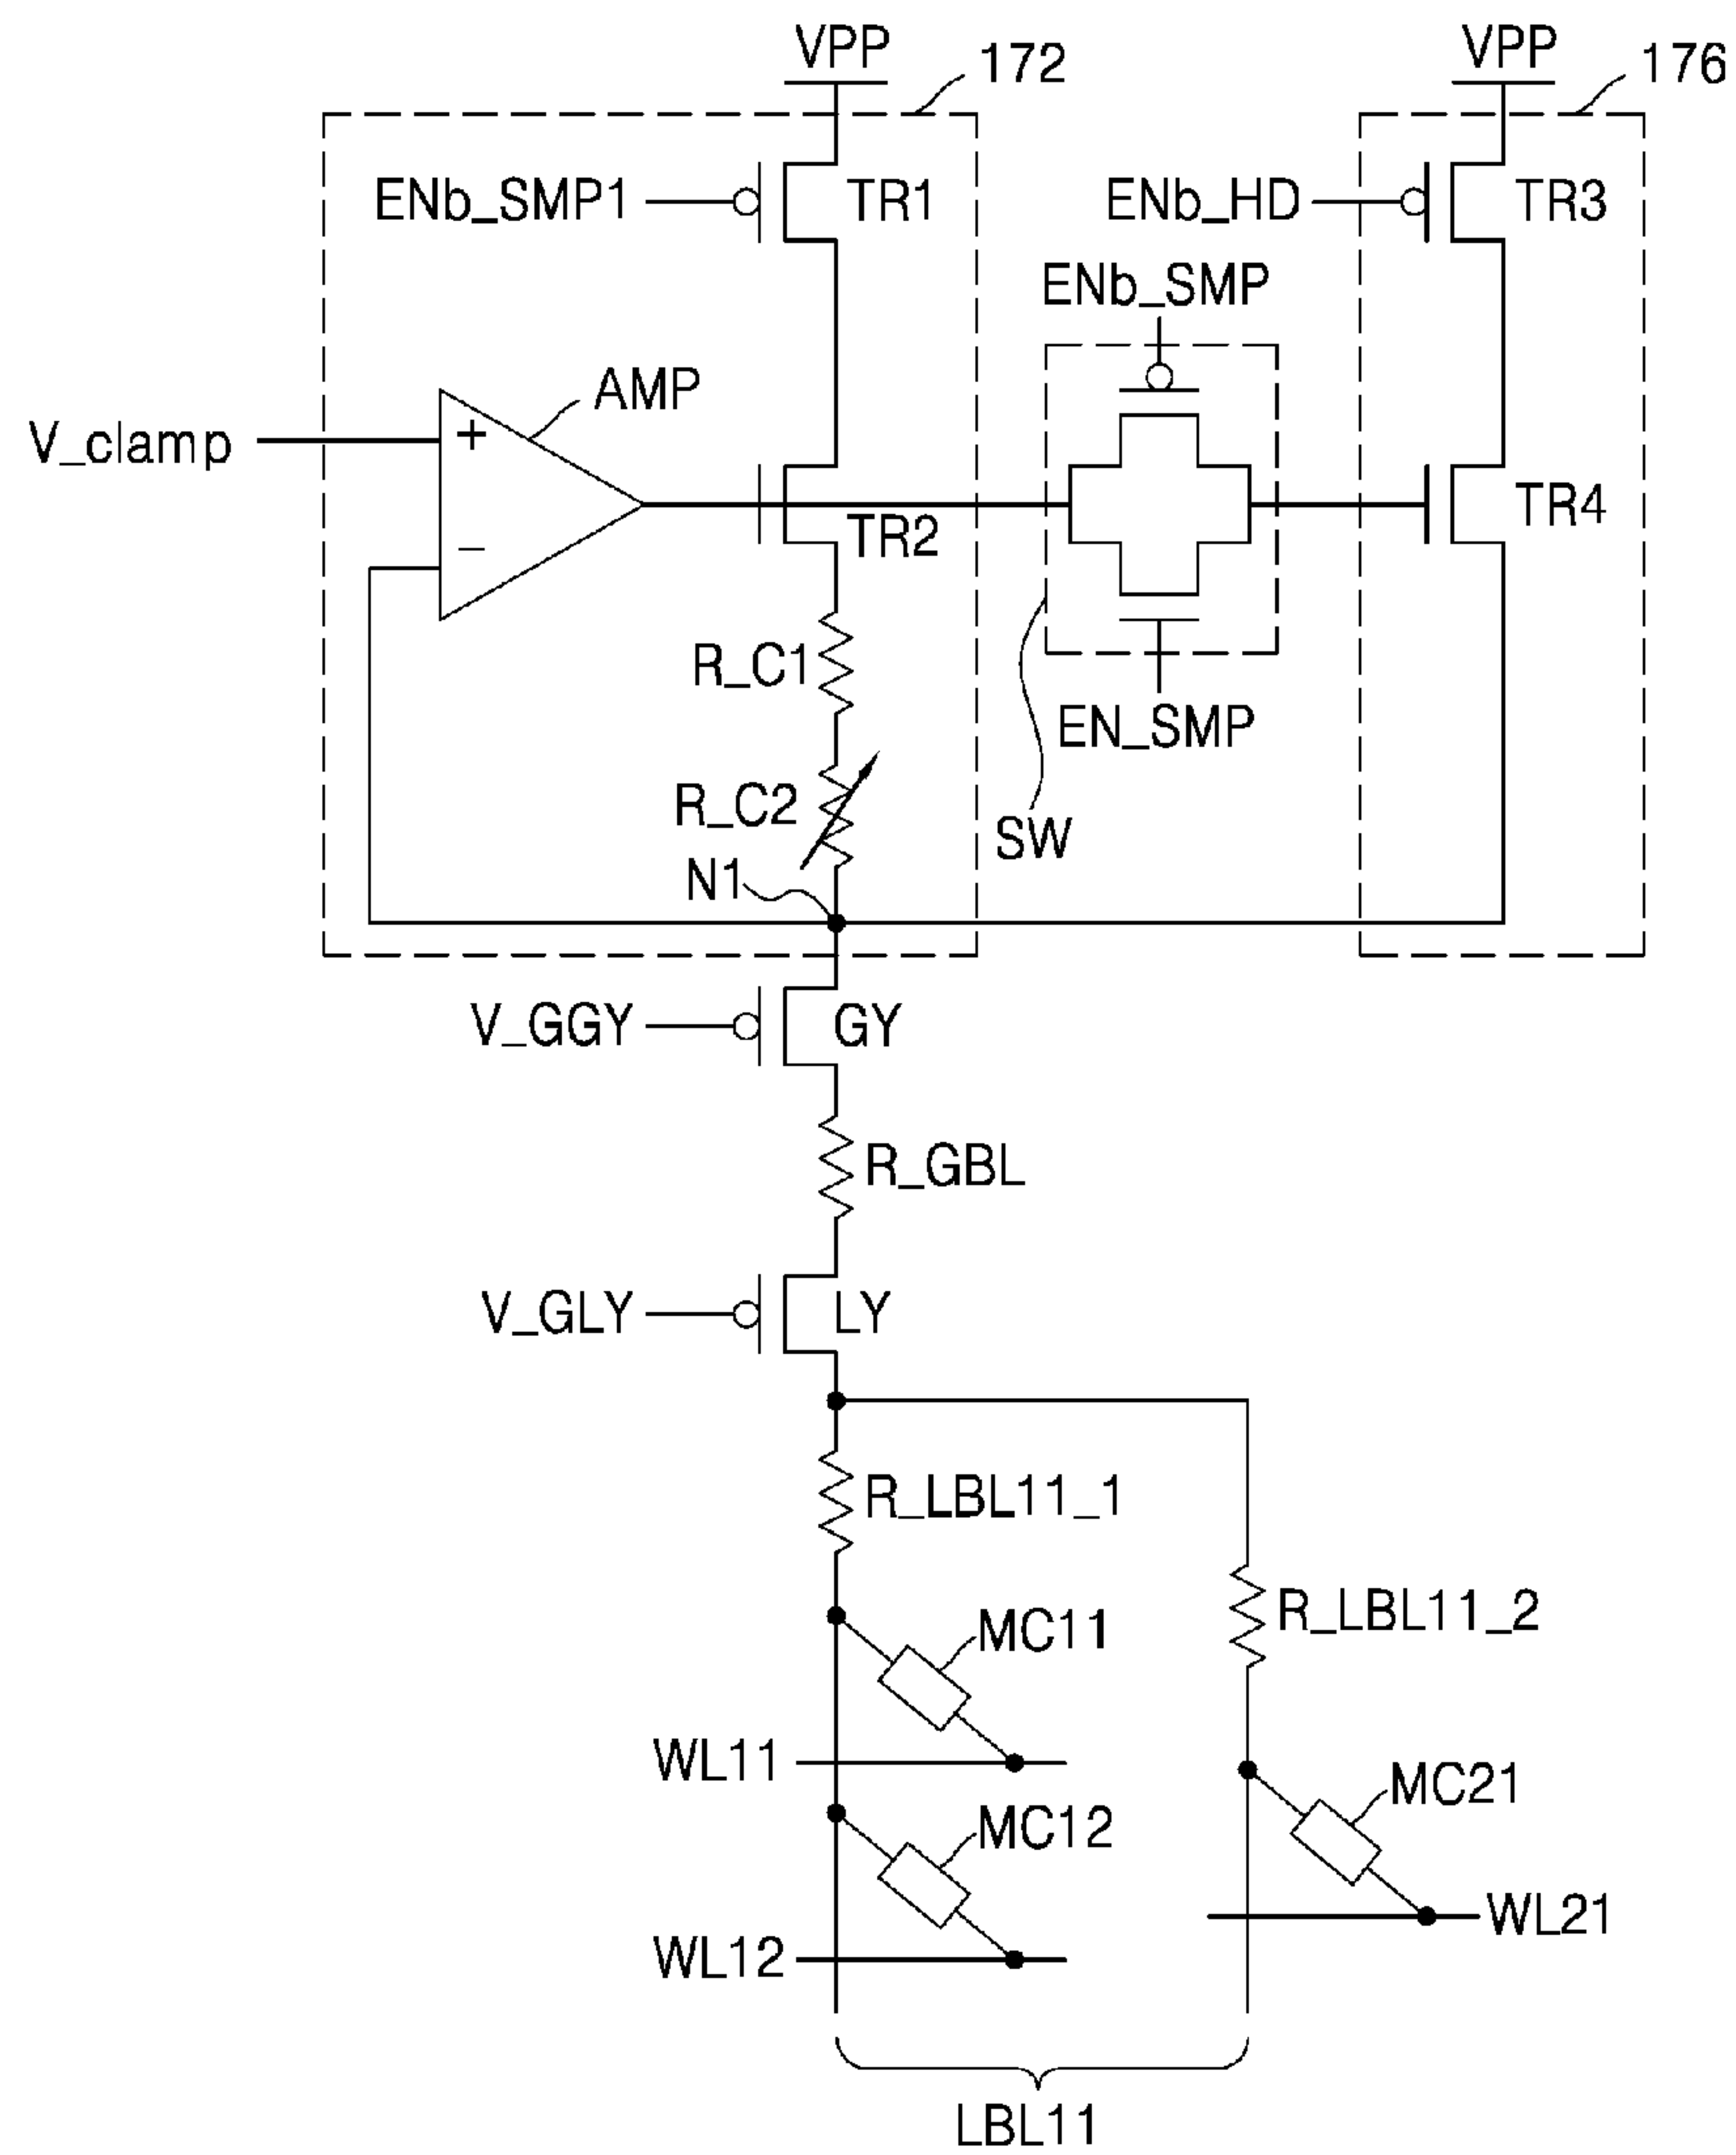 VPP
172
VPP
176
ENb_SMP1
TR1
ENb_HD
TR3
ENb_SMP
AMP
V_clamp
+
TR4
TR2
−
R_C1
EN_SMP
R_C2
SW
N1
V_GGY
GY
R_GBL
V_GLY
LY
R_LBL11_1
R_LBL11_2
MC11
WL11
MC21
MC12
WL21
WL12
LBL11